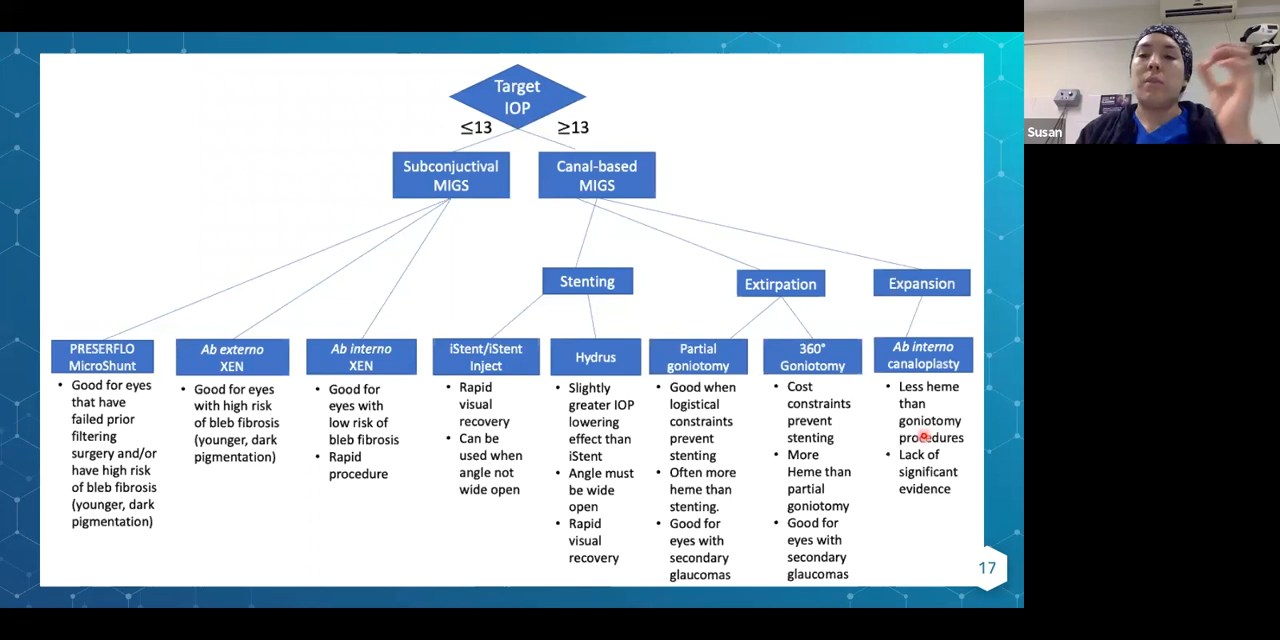 Target
IOP
≤13
≥13
Subconjuctival
MIGS
Canal-based
MIGS
Stenting
Extirpation
Expansion
PRESERFLO
MicroShunt
• Good for eyes
that have
failed prior
filtering
surgery and/or
have high risk
of bleb fibrosis
(younger, dark
pigmentation)
Ab externo
XEN
• Good for eyes
with high risk
of bleb fibrosis
(younger, dark
pigmentation)
Ab interno
XEN
• Good for
eyes with
low risk of
bleb fibrosis
• Rapid
procedure
iStent/iStent
Inject
• Rapid
visual
recovery
• Can be
used when
angle not
wide open
Hydrus
• Slightly
greater IOP
lowering
effect than
iStent
• Angle must
be wide
open
• Rapid
visual
recovery
Partial
goniotomy
• Good when
logistical
constraints
prevent
stenting
• Often more
heme than
stenting.
• Good for
eyes with
secondary
glaucomas
360°
Goniotomy
• Cost
constraints
prevent
stenting
• More
Heme than
partial
goniotomy
• Good for
eyes with
secondary
glaucomas
Ab interno
canaloplasty
• Less heme
than
goniotomy
procedures
• Lack of
significant
evidence
17
Susan